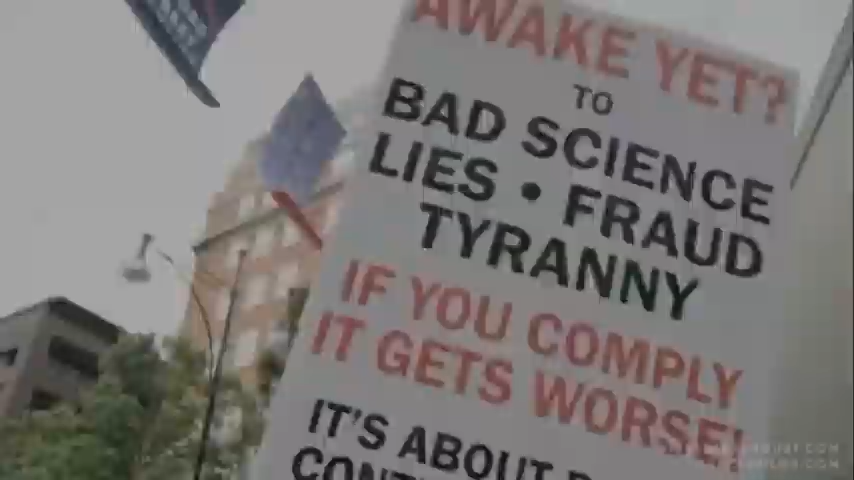 AWAKE YET?
TO
BAD SCIENCE
LIES • FRAUD
TYRANNY
IF YOU COMPLY
IT GETS WORSE!
IT'S ABOUT